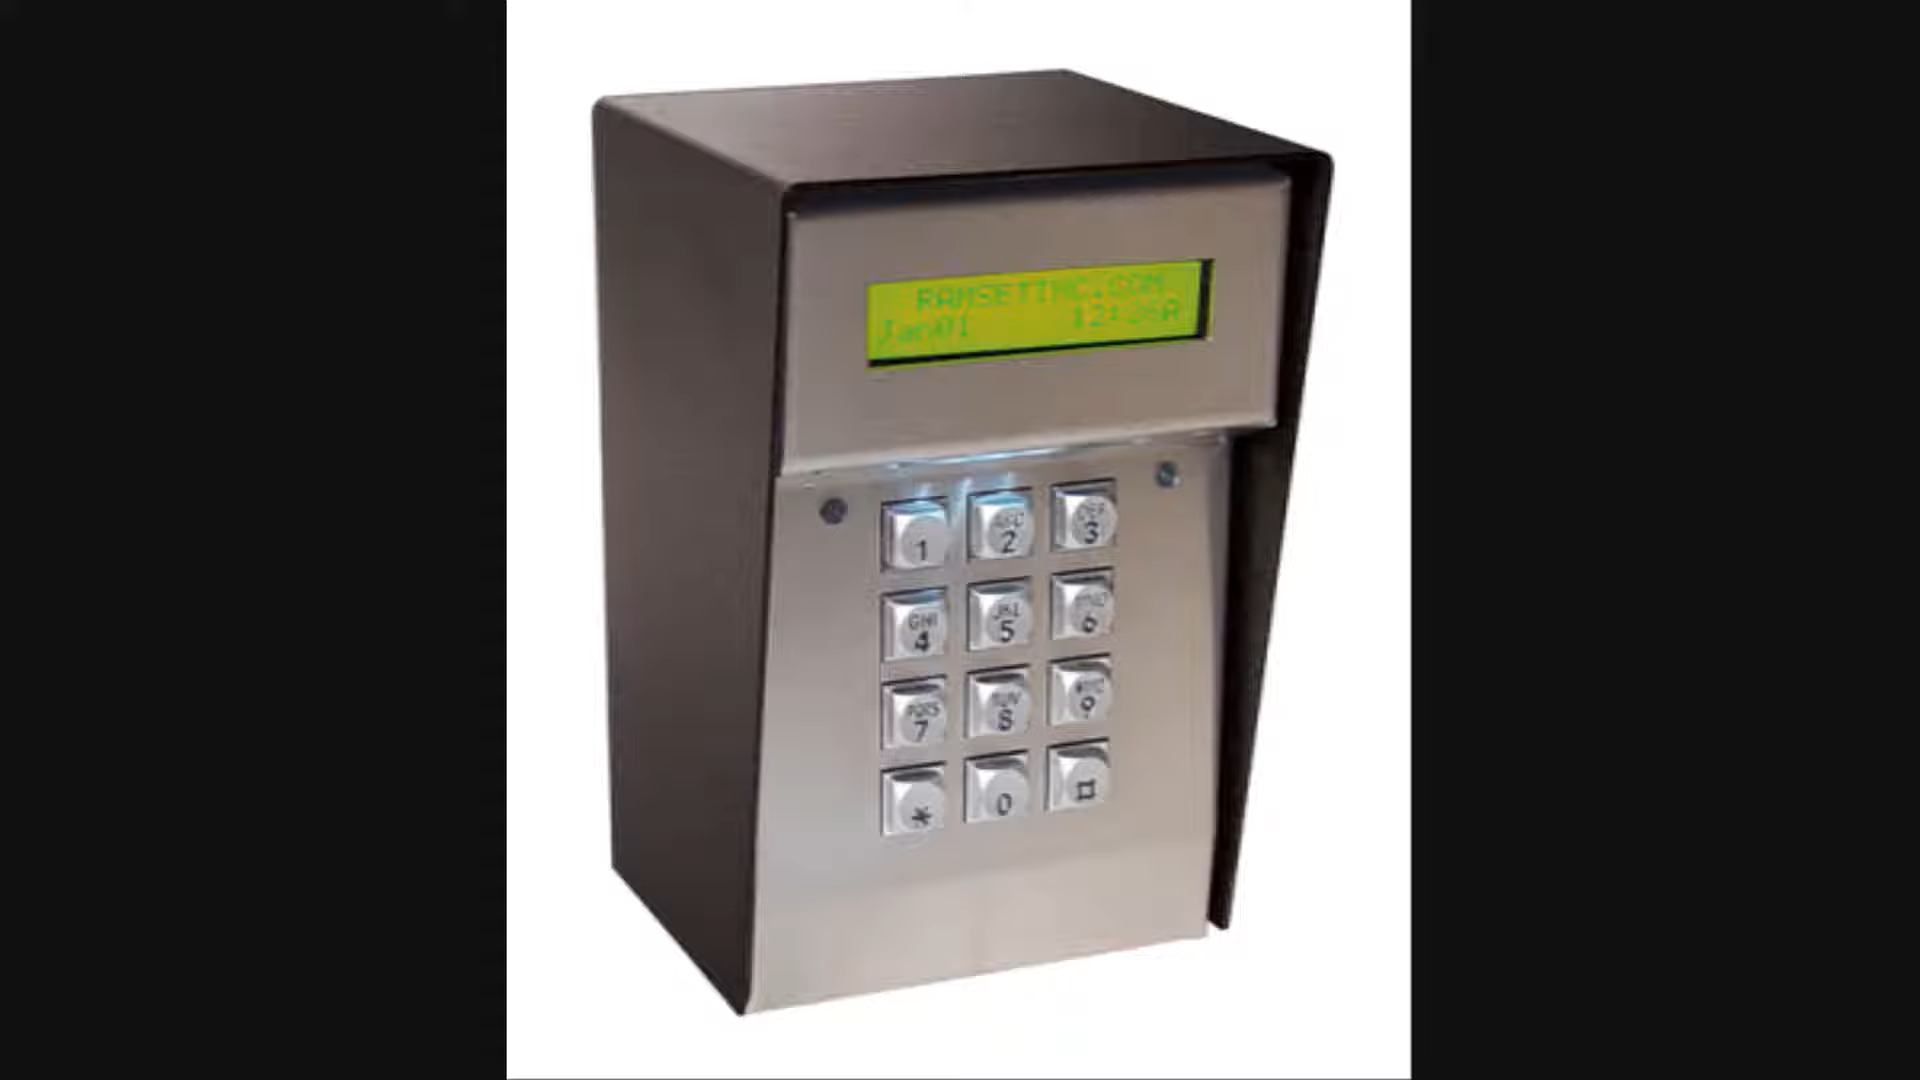 RAMSETINC.COM
Jan01 12:26A
1 ABC 2 DEF 3
GHI 4 JKL 5 MNO 6
PQRS 7 TUV 8 9
* 0 #